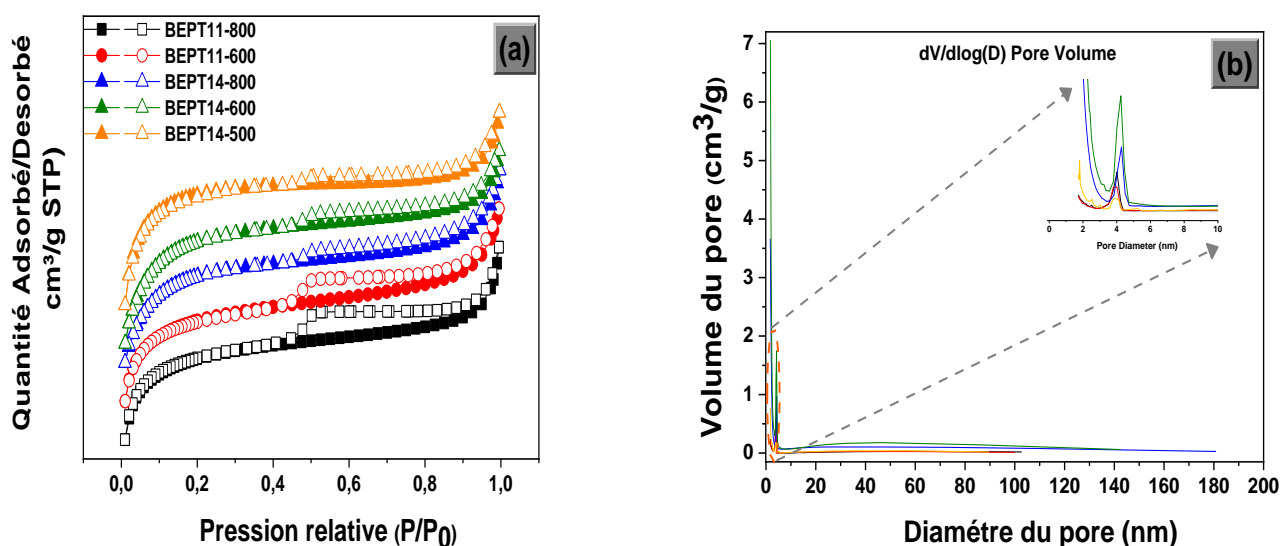 BEPT11-800
BEPT11-600
BEPT14-800
BEPT14-600
BEPT14-500
(a)
Quantité Adsorbé/Desorbé
cm³/g STP)
0,0 0,2 0,4 0,6 0,8 1,0
Pression relative (P/P0)
(b)
dV/dlog(D) Pore Volume
Volume du pore (cm³/g)
7
6
5
4
3
2
1
0
0 2 4 6 8 10
Pore Diameter (nm)
0 20 40 60 80 100 120 140 160 180 200
Diamétre du pore (nm)